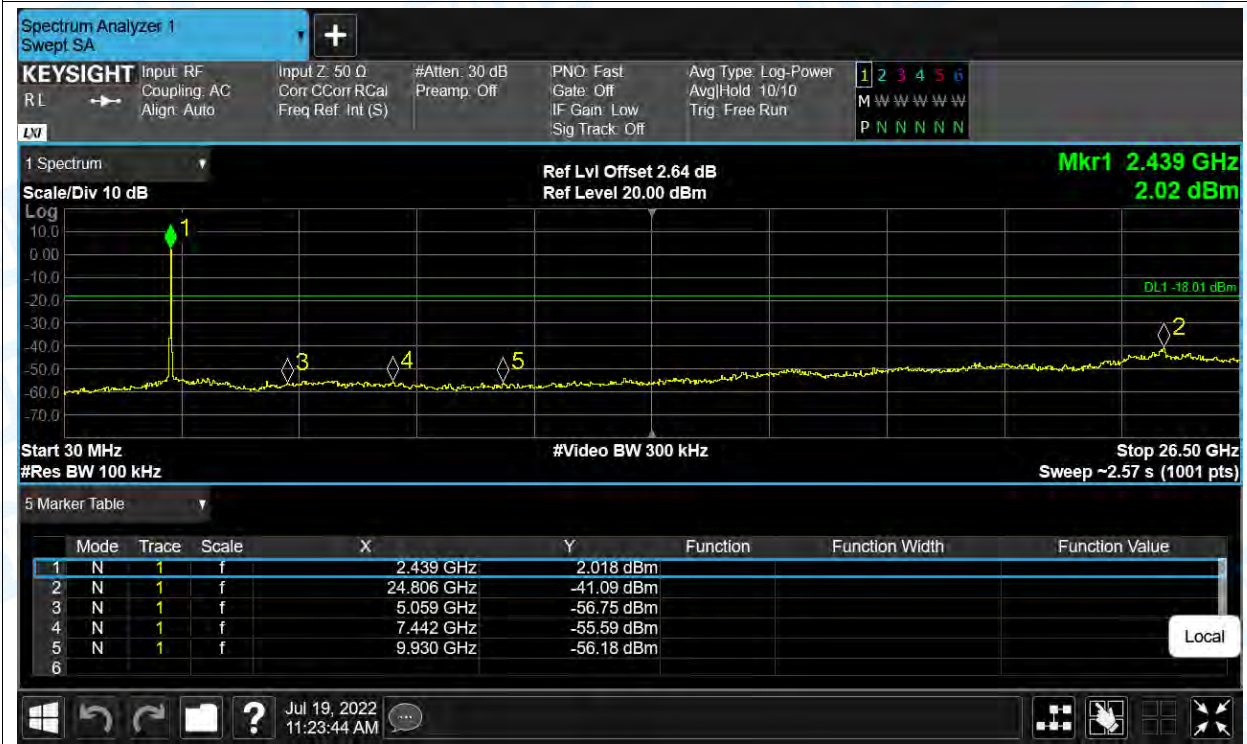 Spectrum Analyzer 1
Swept SA
+
KEYSIGHT Input: RF Input Z: 50 Ω #Atten: 30 dB PNO: Fast Avg Type: Log-Power 1 2 3 4 5 6
R L Coupling: AC Corr CCorr RCal Preamp: Off Gate: Off Avg|Hold: 10/10 M W W W W W W
Align: Auto Freq Ref: Int (S) IF Gain: Low Trig: Free Run
LXI Sig Track: Off P N N N N N N
1 Spectrum Ref Lvl Offset 2.64 dB Mkr1 2.439 GHz
Scale/Div 10 dB Ref Level 20.00 dBm 2.02 dBm
Log
10.0 1
0.00
-10.0
DL1 -18.01 dBm
-20.0
-30.0
2
-40.0
3 4 5
-50.0
-60.0
-70.0
Start 30 MHz #Video BW 300 kHz Stop 26.50 GHz
#Res BW 100 kHz Sweep ~2.57 s (1001 pts)
5 Marker Table
Mode Trace Scale X Y Function Function Width Function Value
1 N 1 f 2.439 GHz 2.018 dBm
2 N 1 f 24.806 GHz -41.09 dBm
3 N 1 f 5.059 GHz -56.75 dBm
4 N 1 f 7.442 GHz -55.59 dBm
5 N 1 f 9.930 GHz -56.18 dBm
6
Local
? Jul 19, 2022
11:23:44 AM